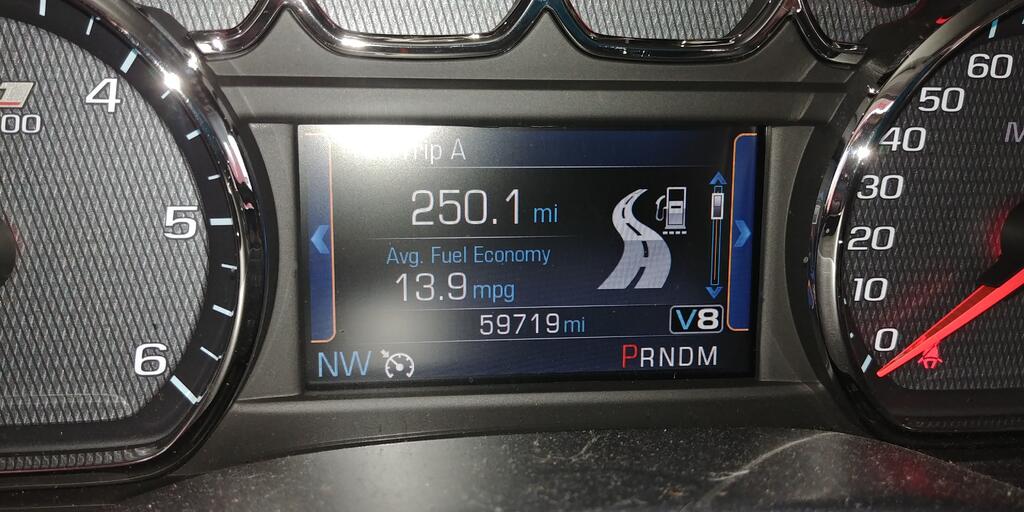 Trip A
250.1 mi
Avg. Fuel Economy
13.9 mpg
59719 mi
V8
NW
PRNDM
4
5
6
00
60
50
40
30
20
10
0
M